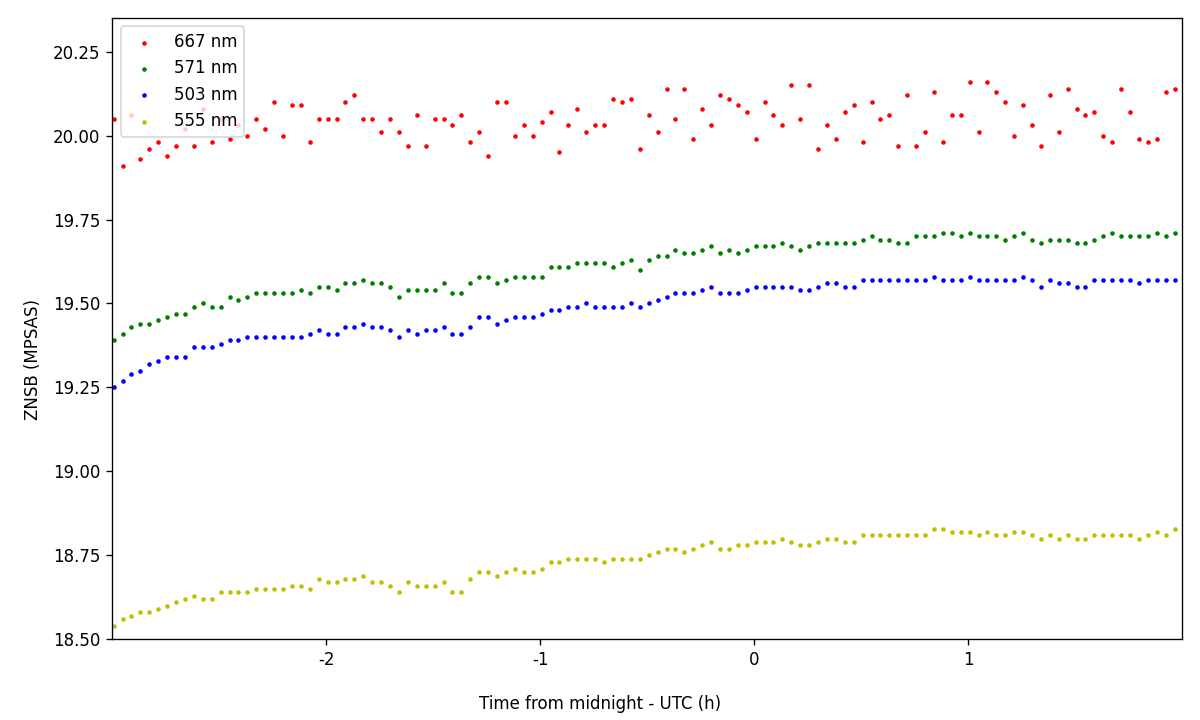 667 nm
571 nm
503 nm
555 nm
20.25
20.00
19.75
19.50
19.25
19.00
18.75
18.50
ZNSB (MPSAS)
-2
-1
0
1
Time from midnight - UTC (h)